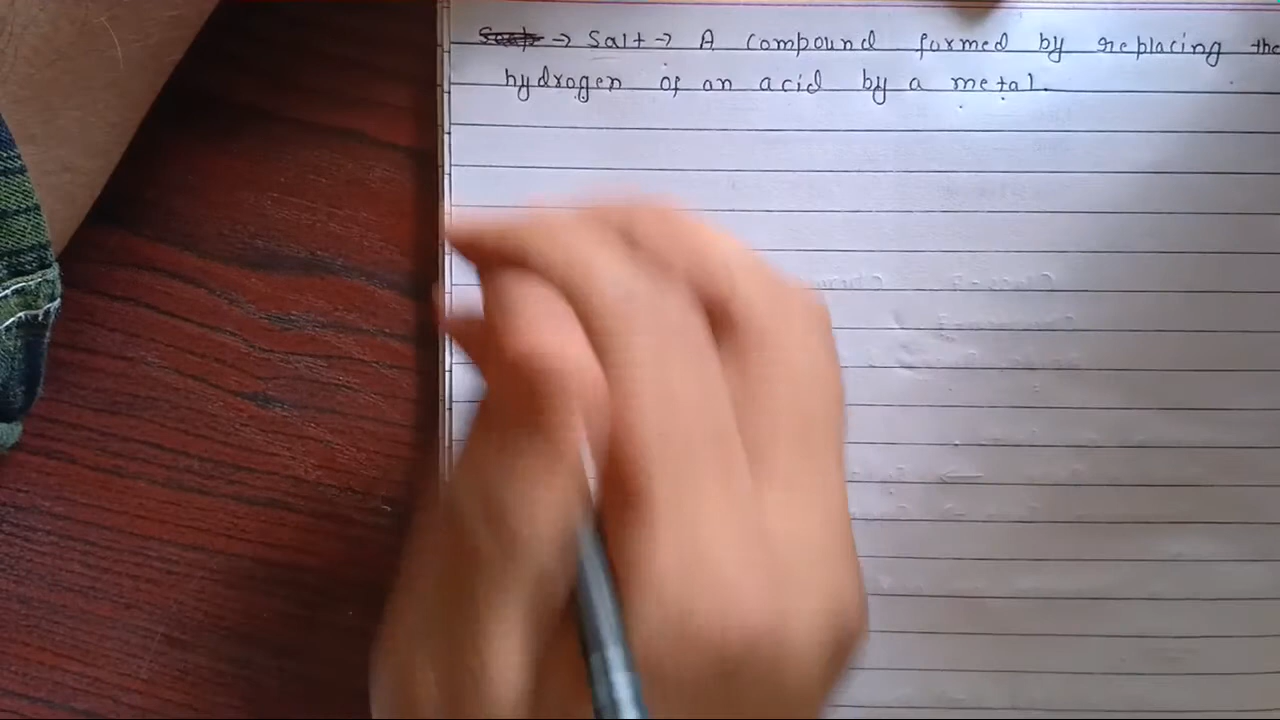 → Salt → A compound formed by replacing the
hydrogen of an acid by a metal.